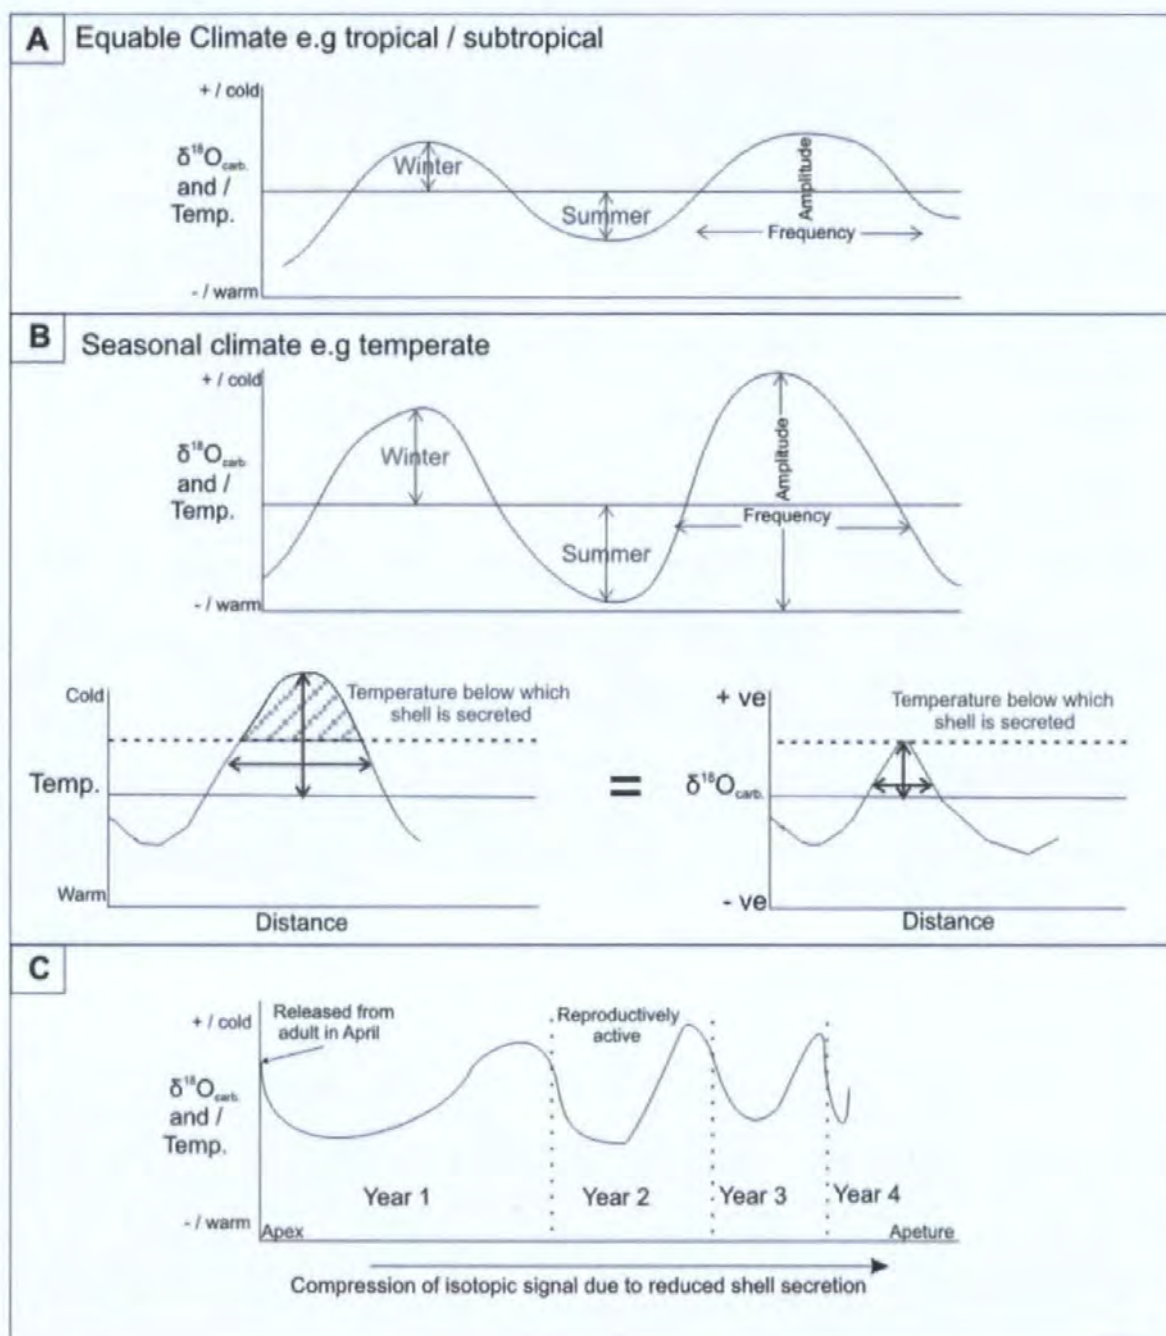 A
Equable Climate e.g tropical / subtropical
+ / cold
δ¹⁸Ocarb.
and /
Temp.
- / warm
Winter
Summer
Amplitude
Frequency
B
Seasonal climate e.g temperate
+ / cold
δ¹⁸Ocarb.
and /
Temp.
- / warm
Winter
Summer
Amplitude
Frequency
Cold
Temp.
Warm
Temperature below which
shell is secreted
Distance
=
+ ve
δ¹⁸Ocarb.
- ve
Temperature below which
shell is secreted
Distance
C
+ / cold
δ¹⁸Ocarb.
and /
Temp.
- / warm
Released from
adult in April
Reproductively
active
Year 1
Year 2
Year 3
Year 4
Apex
Apeture
Compression of isotopic signal due to reduced shell secretion